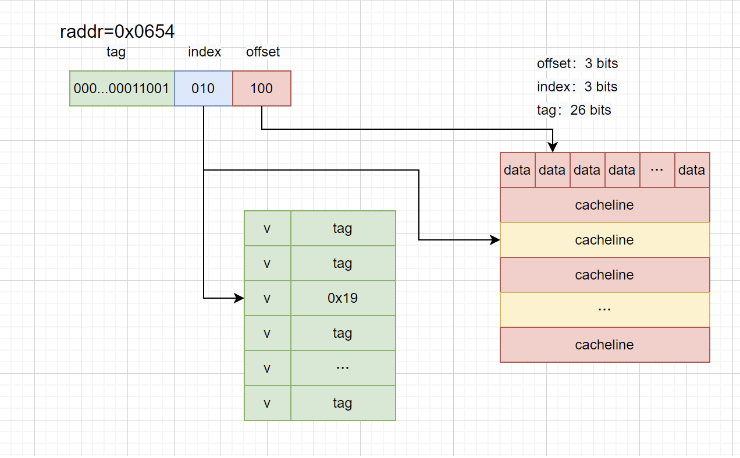 raddr=0x0654
tag index offset
000...00011001 010 100
offset：3 bits
index：3 bits
tag：26 bits
data data data data ... data
cacheline
cacheline
cacheline
...
cacheline
v tag
v tag
v 0x19
v tag
v ...
v tag